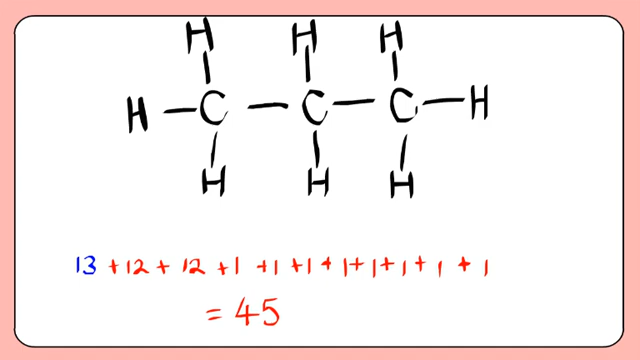 H H H
H — C — C — C — H
H H H
13 + 12 + 12 + 1 + 1 + 1 + 1 + 1 + 1 + 1 + 1
= 45